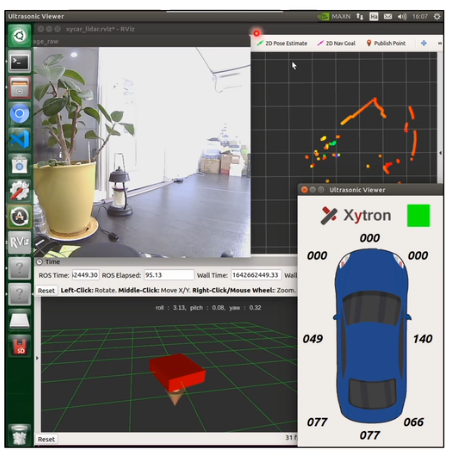 Ultrasonic Viewer
MAXN
16:07
xycar_lidar.rviz* - RViz
age_raw
2D Pose Estimate
2D Nav Goal
Publish Point
Ultrasonic Viewer
Xytron
000
000
000
049
140
077
066
077
Time
ROS Time:
ROS Elapsed:
95.13
Wall Time:
1642662449.33
Wall
Reset
Left-Click: Rotate. Middle-Click: Move X/Y. Right-Click/Mouse Wheel: Zoom.
roll : 3.13, pitch : 0.08, yaw : 0.32
Reset
31 f
RViz
SD